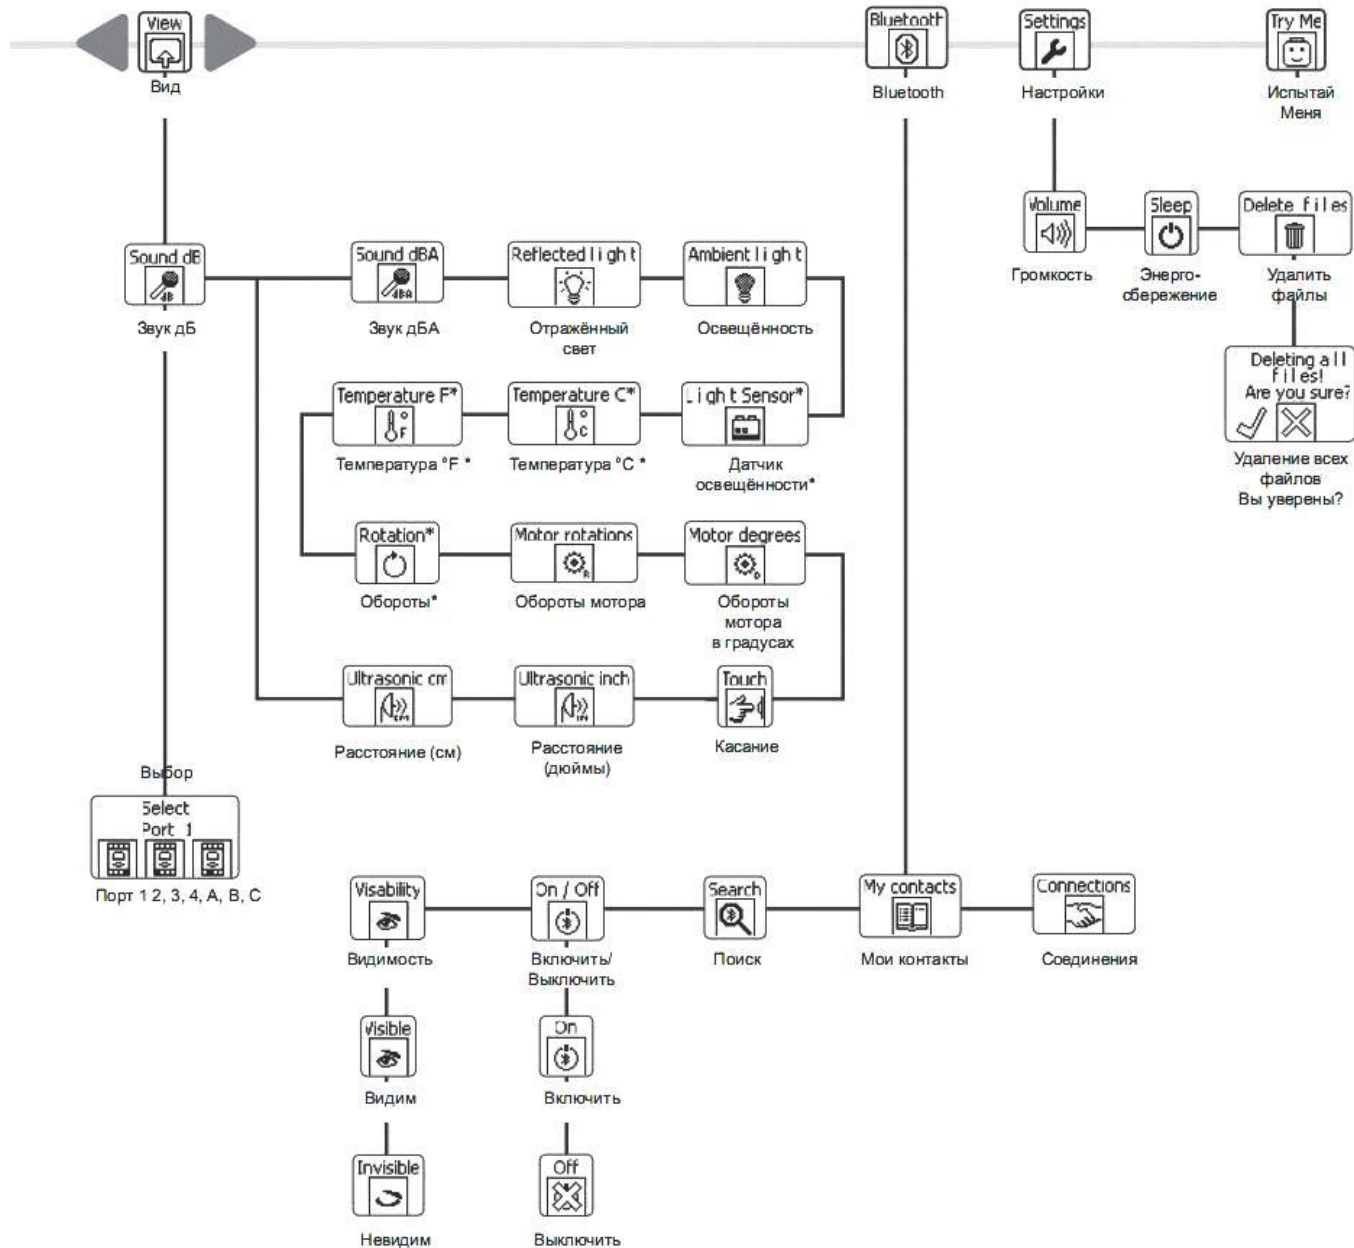 View
Вид
Bluetooth
Bluetooth
Settings
Настройки
Try Me
Испытай
Меня
Volume
Громкость
Sleep
Энерго-
сбережение
Delete files
Удалить
файлы
Deleting all
files!
Are you sure?
Удаление всех
файлов
Вы уверены?
Sound dB
dB
Звук дБ
Sound dBA
dBA
Звук дБА
Reflected light
Отражённый
свет
Ambient light
Освещённость
Temperature F*
°F
Температура °F *
Temperature C*
°C
Температура °C *
Light Sensor*
Датчик
освещённости*
Rotation*
Обороты*
Motor rotations
R
Обороты мотора
Motor degrees
D
Обороты
мотора
в градусах
Ultrasonic cm
cm
Расстояние (см)
Ultrasonic inch
IN
Расстояние
(дюймы)
Touch
Касание
Выбор
Select
Port 1
Порт 1 2, 3, 4, A, B, C
Visability
Видимость
On / Off
Включить/
Выключить
Search
Поиск
My contacts
Мои контакты
Connections
Соединения
Visible
Видим
On
Включить
Invisible
Невидим
Off
Выключить